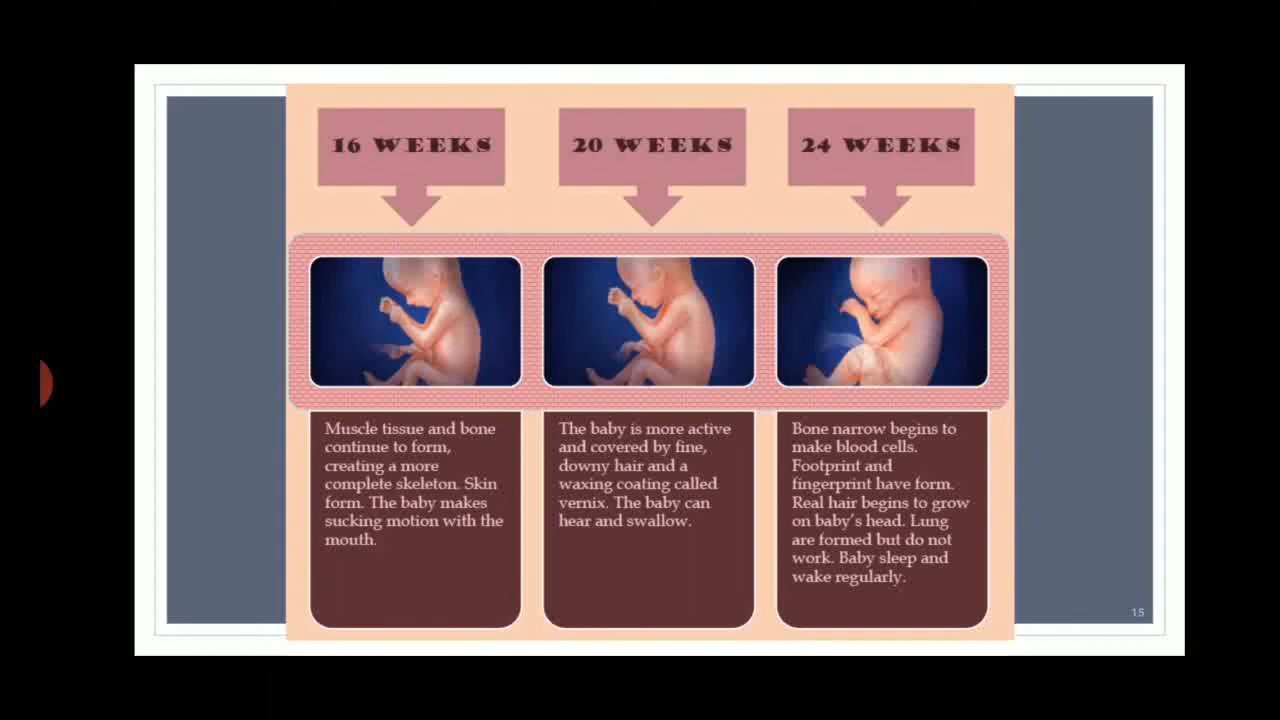 16 WEEKS
20 WEEKS
24 WEEKS
Muscle tissue and bone
continue to form,
creating a more
complete skeleton. Skin
form. The baby makes
sucking motion with the
mouth.
The baby is more active
and covered by fine,
downy hair and a
waxing coating called
vernix. The baby can
hear and swallow.
Bone narrow begins to
make blood cells.
Footprint and
fingerprint have form.
Real hair begins to grow
on baby's head. Lung
are formed but do not
work. Baby sleep and
wake regularly.
15